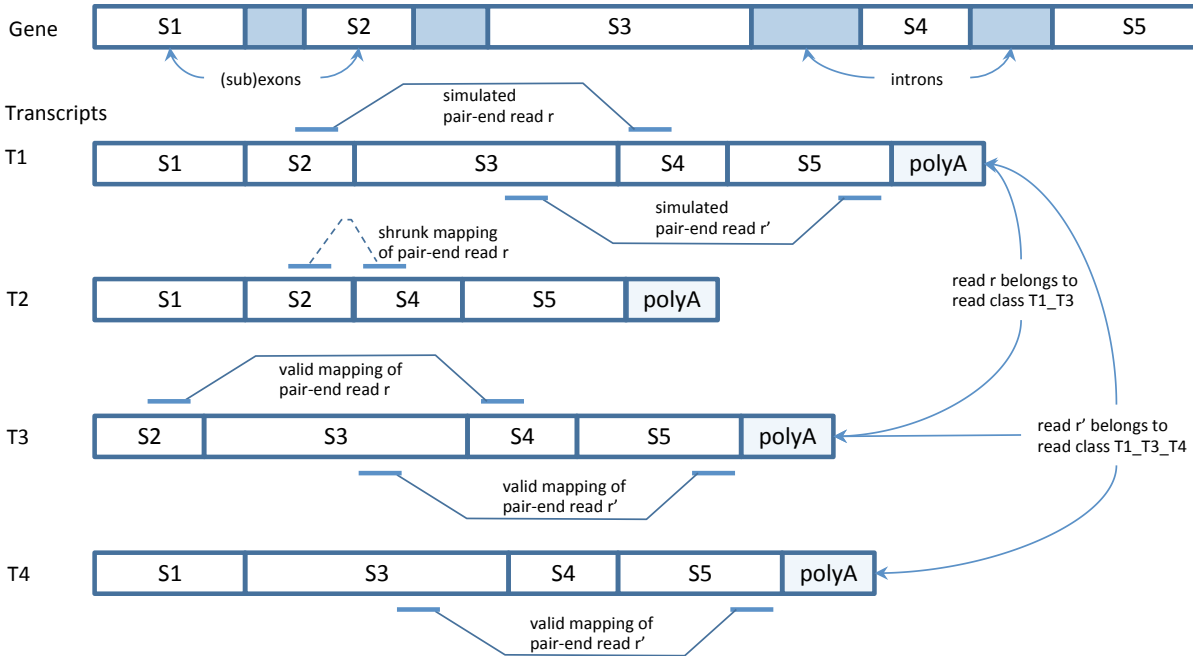 Gene S1 S2 S3 S4 S5
(sub)exons
introns
Transcripts
simulated
pair-end read r
T1 S1 S2 S3 S4 S5 polyA
simulated
pair-end read r’
shrunk mapping
of pair-end read r
T2 S1 S2 S4 S5 polyA
read r belongs to
read class T1_T3
valid mapping of
pair-end read r
T3 S2 S3 S4 S5 polyA
read r’ belongs to
read class T1_T3_T4
valid mapping of
pair-end read r’
T4 S1 S3 S4 S5 polyA
valid mapping of
pair-end read r’